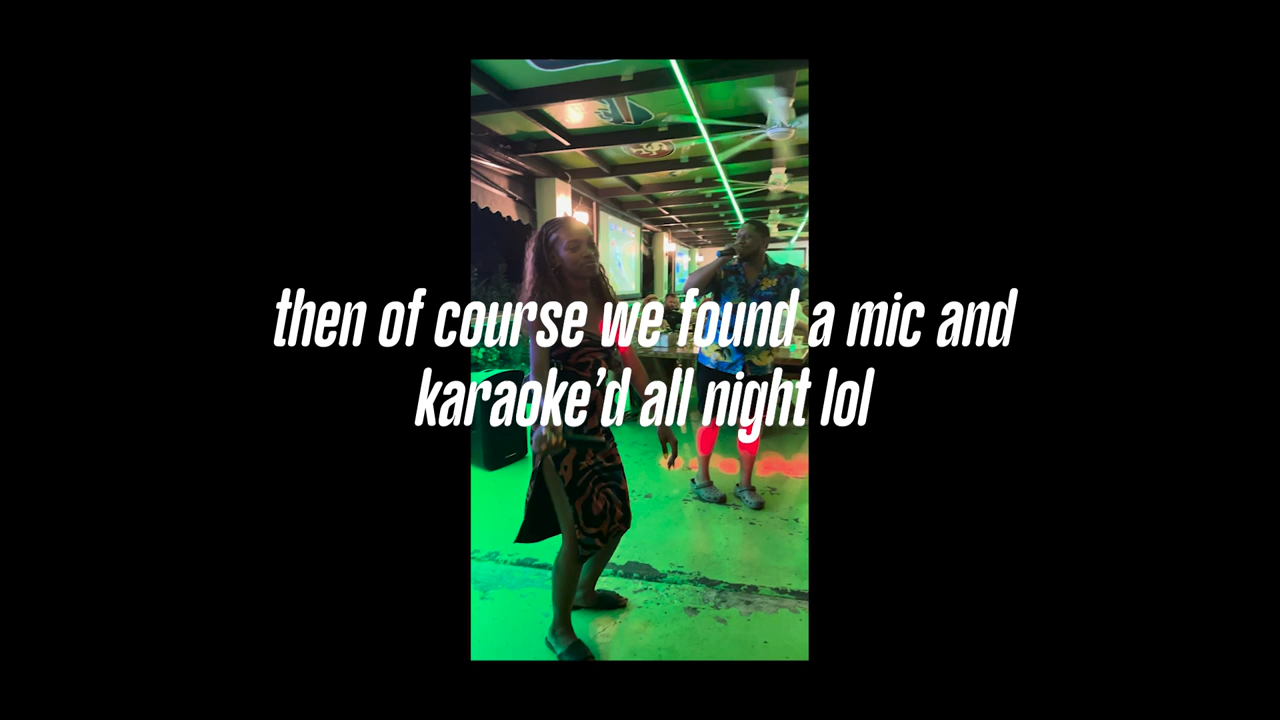 then of course we found a mic and
karaoke’d all night lol